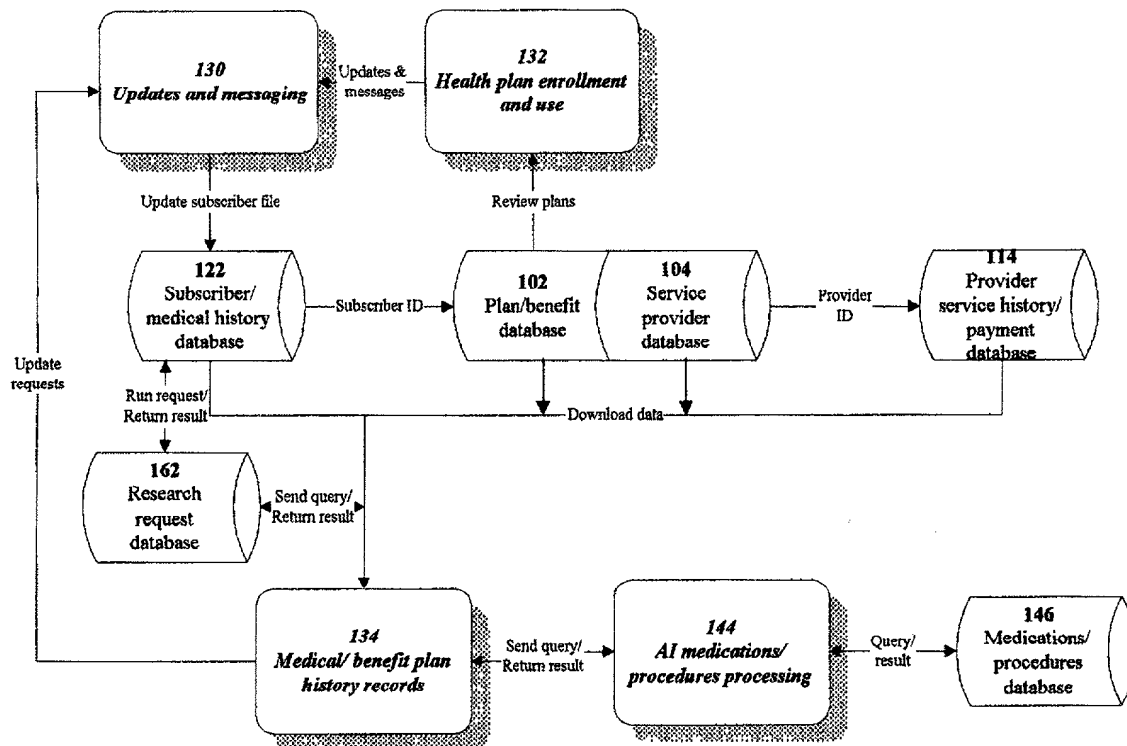 130
Updates and messaging
Updates &
messages
132
Health plan enrollment
and use
Update subscriber file
Review plans
122
Subscriber/
medical history
database
Subscriber ID
102
Plan/benefit
database
104
Service
provider database
Provider
ID
114
Provider
service history/
payment
database
Update
requests
Run request/
Return result
Download data
162
Research
request
database
Send query/
Return result
134
Medical/ benefit plan
history records
Send query/
Return result
144
AI medications/
procedures processing
Query/
result
146
Medications/
procedures
database